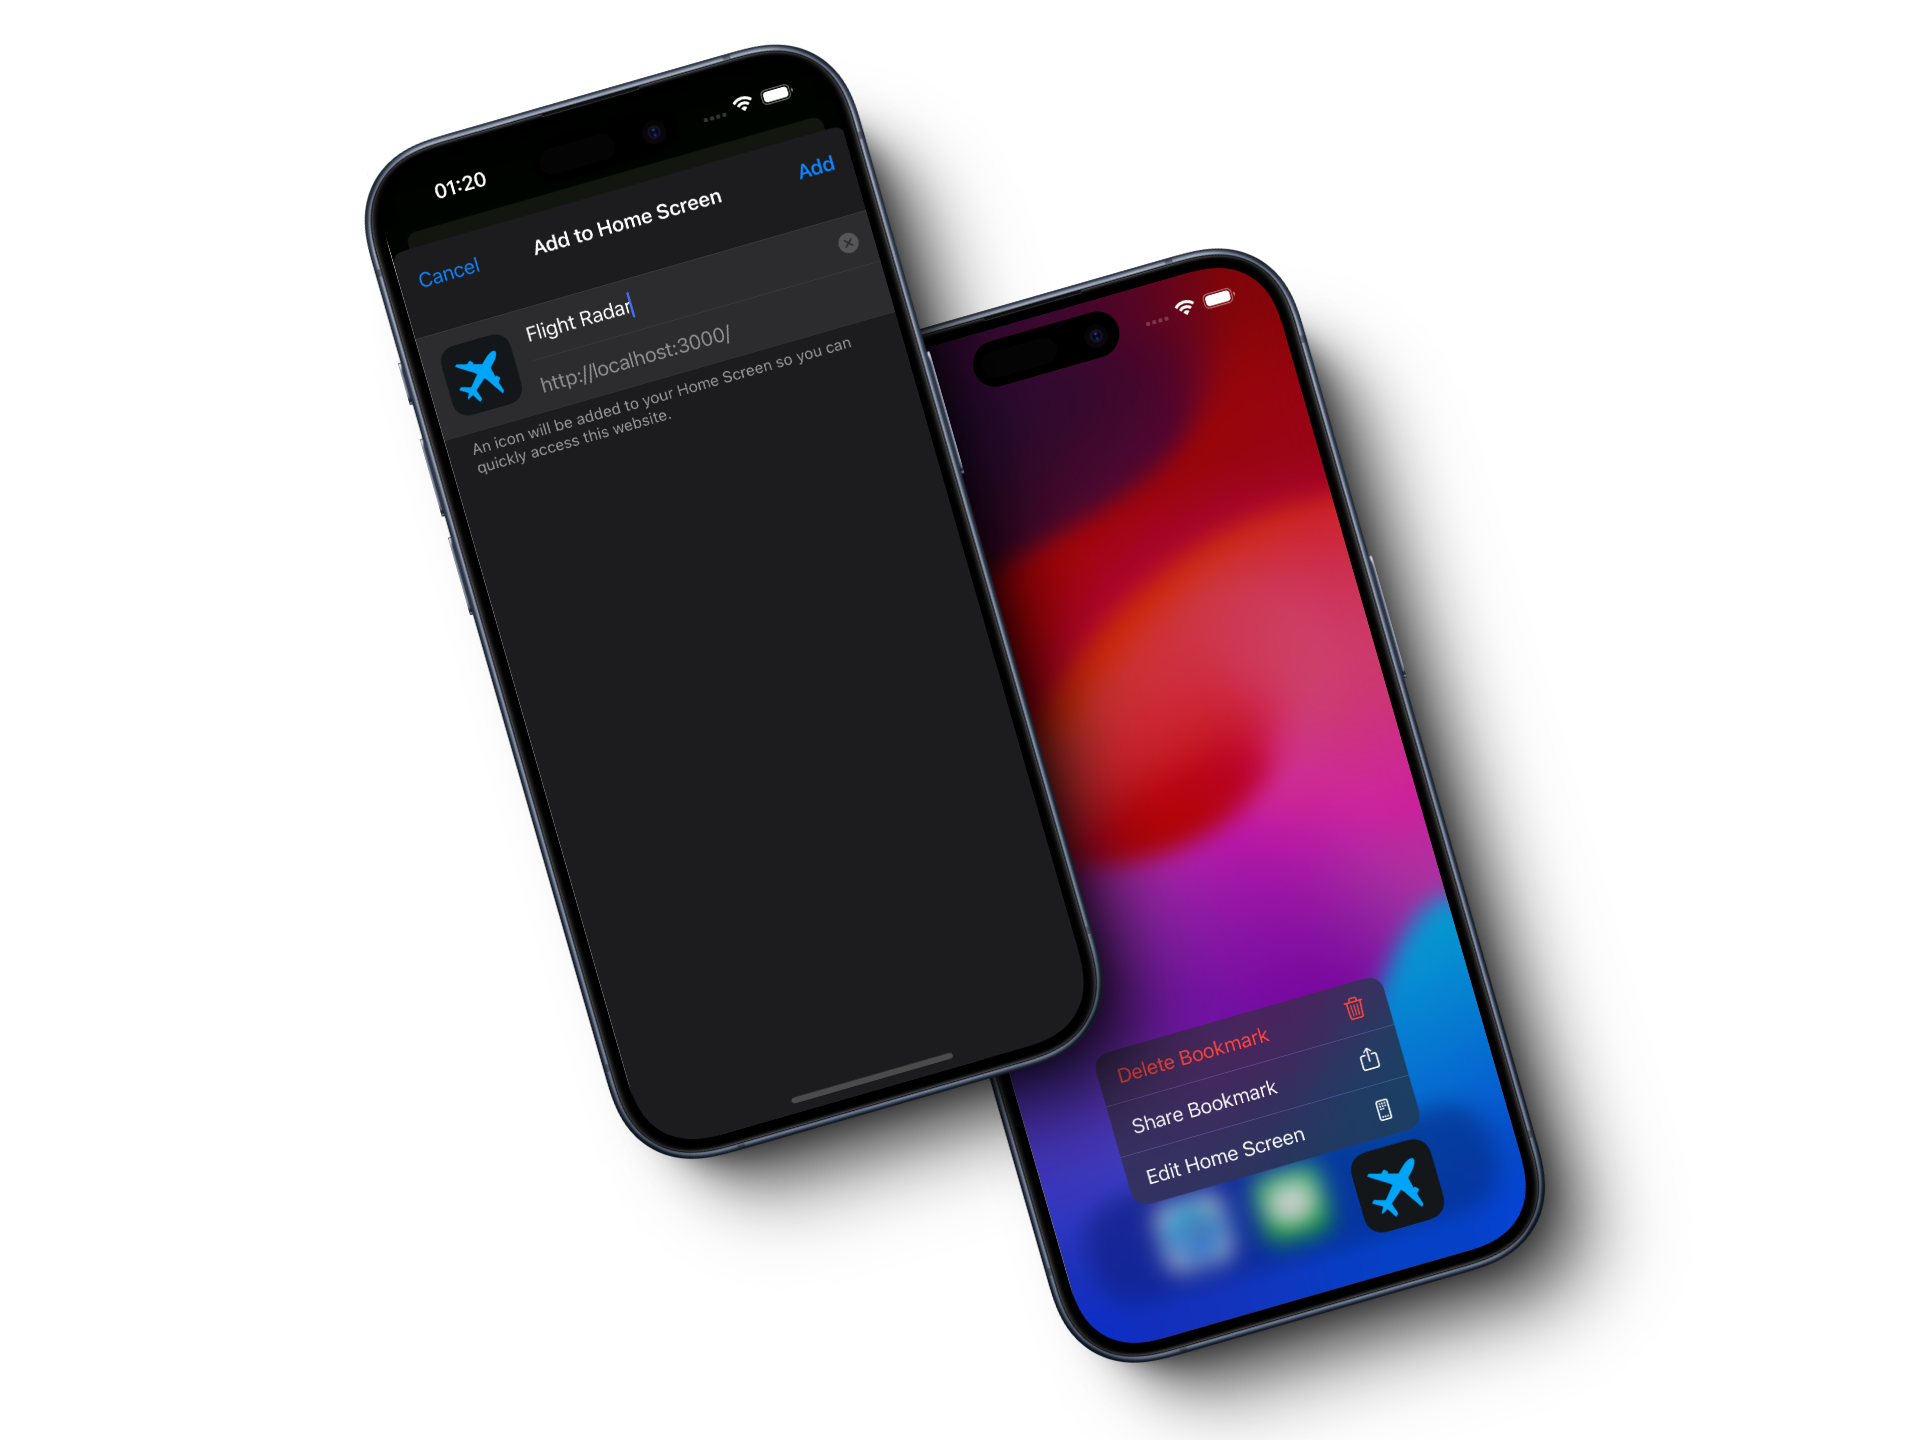 01:20
Cancel
Add to Home Screen
Add
Flight Radar
http://localhost:3000/
An icon will be added to your Home Screen so you can
quickly access this website.
Delete Bookmark
Share Bookmark
Edit Home Screen